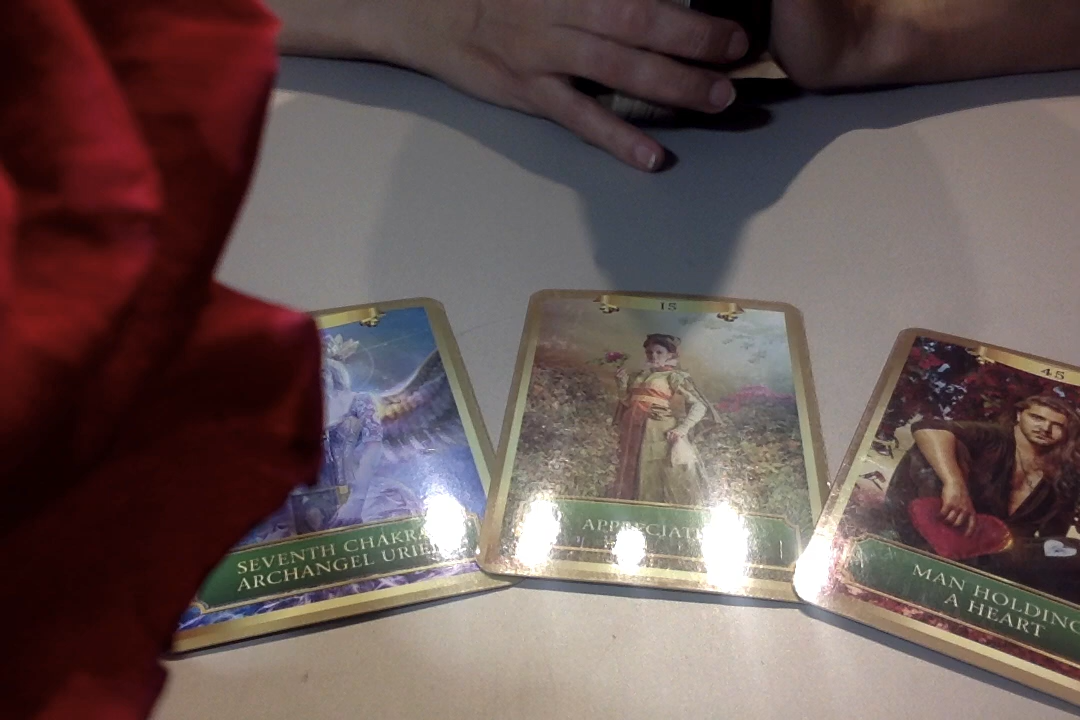 SEVENTH CHAKRA
ARCHANGEL URIEL
15
45
MAN HOLDING
A HEART